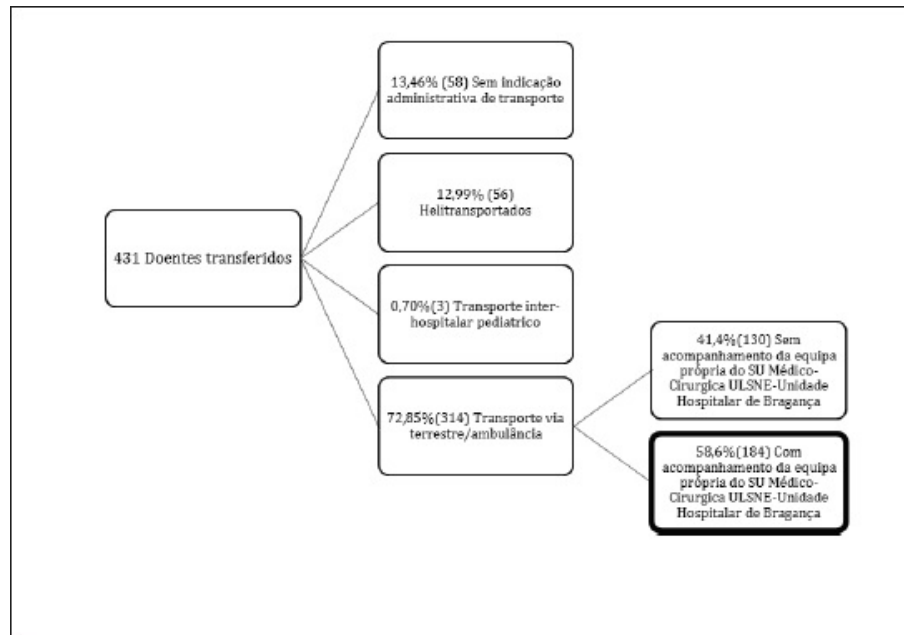 13,46% (58) Sem indicação
administrativa de transporte
12,99% (56)
Helitransportados
431 Doentes transferidos
0,70%(3) Transporte inter-
hospitalar pediatrico
72,85%(314) Transporte via
terrestre/ambulância
41,4%(130) Sem
acompanhamento da equipa
própria do SU Médico-
Cirurgica ULSNE-Unidade
Hospitalar de Bragança
58,6%(184) Com
acompanhamento da equipa
própria do SU Médico-
Cirurgica ULSNE-Unidade
Hospitalar de Bragança